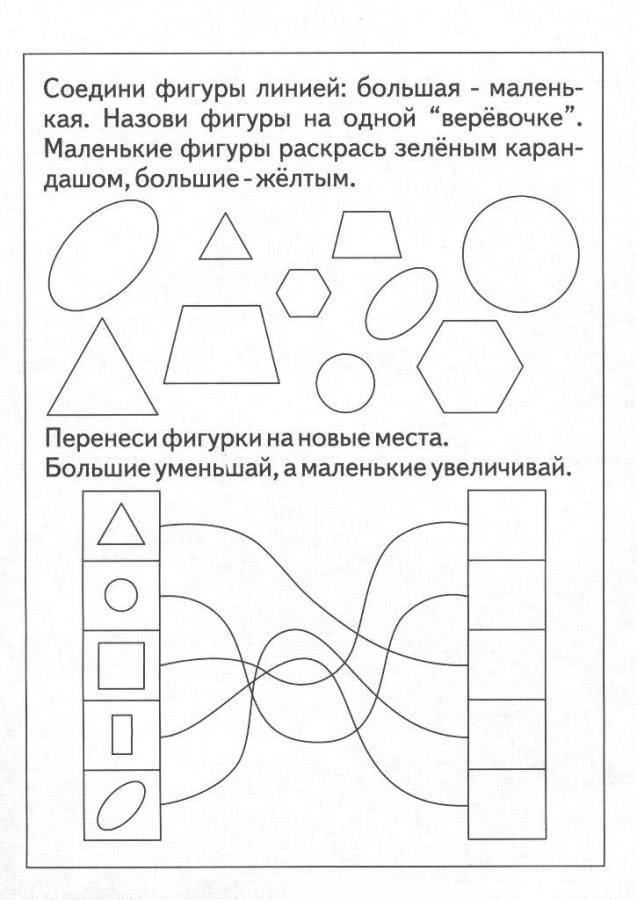 Соедини фигуры линией: большая - малень-
кая. Назови фигуры на одной “верёвочке”.
Маленькие фигуры раскрась зелёным каран-
дашом, большие - жёлтым.
Перенеси фигурки на новые места.
Большие уменьшай, а маленькие увеличивай.